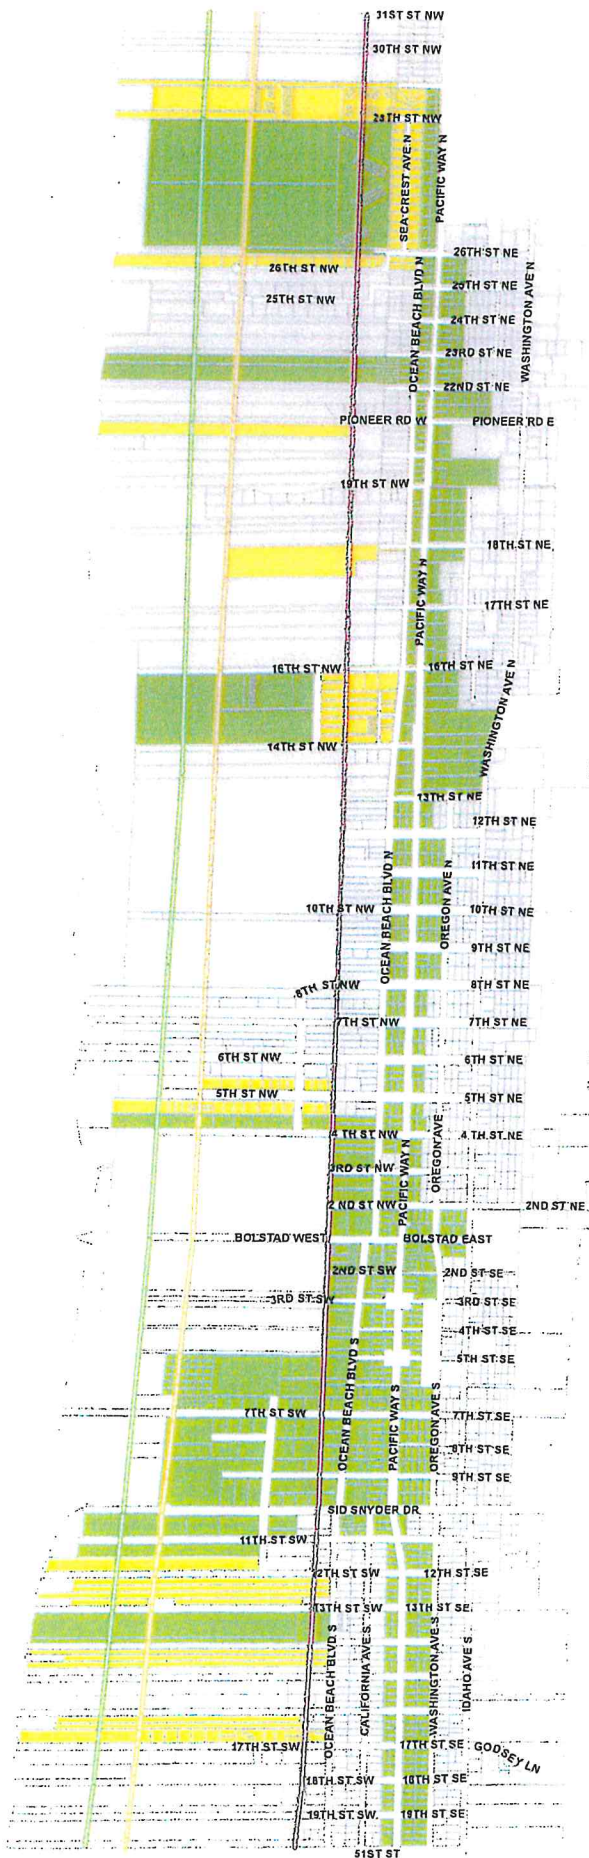 31ST ST NW
30TH ST NW
28TH ST NW
SEA CREST AVE N
PACIFIC WAY N
26TH ST NE
26TH ST NW
25TH ST NE
25TH ST NW
OCEAN BEACH BLVD N
WASHINGTON AVE N
24TH ST NE
23RD ST NE
22ND ST NE
PIONEER RD W
PIONEER RD E
19TH ST NW
18TH ST NE
PACIFIC WAY N
17TH ST NE
16TH ST NW
16TH ST NE
WASHINGTON AVE N
14TH ST NW
13TH ST NE
12TH ST NE
OCEAN BEACH BLVD N
OREGON AVE N
11TH ST NE
10TH ST NW
10TH ST NE
9TH ST NE
8TH ST NW
8TH ST NE
7TH ST NW
7TH ST NE
6TH ST NW
6TH ST NE
5TH ST NW
5TH ST NE
4TH ST NW
4TH ST NE
OREGON AVE
PACIFIC WAY N
3RD ST NW
2ND ST NW
2ND ST NE
BOLSTAD WEST
BOLSTAD EAST
2ND ST SW
2ND ST SE
3RD ST SW
3RD ST SE
4TH ST SE
5TH ST SE
OCEAN BEACH BLVD S
PACIFIC WAY S
OREGON AVE S
7TH ST SW
7TH ST SE
8TH ST SE
9TH ST SE
SID SNYDER DR
11TH ST SW
12TH ST SW
12TH ST SE
13TH ST SW
13TH ST SE
OCEAN BEACH BLVD S
CALIFORNIA AVE S
WASHINGTON AVE S
IDAHO AVE S
17TH ST SW
17TH ST SE
GODSEY LN
18TH ST SW
18TH ST SE
19TH ST SW
19TH ST SE
51ST ST